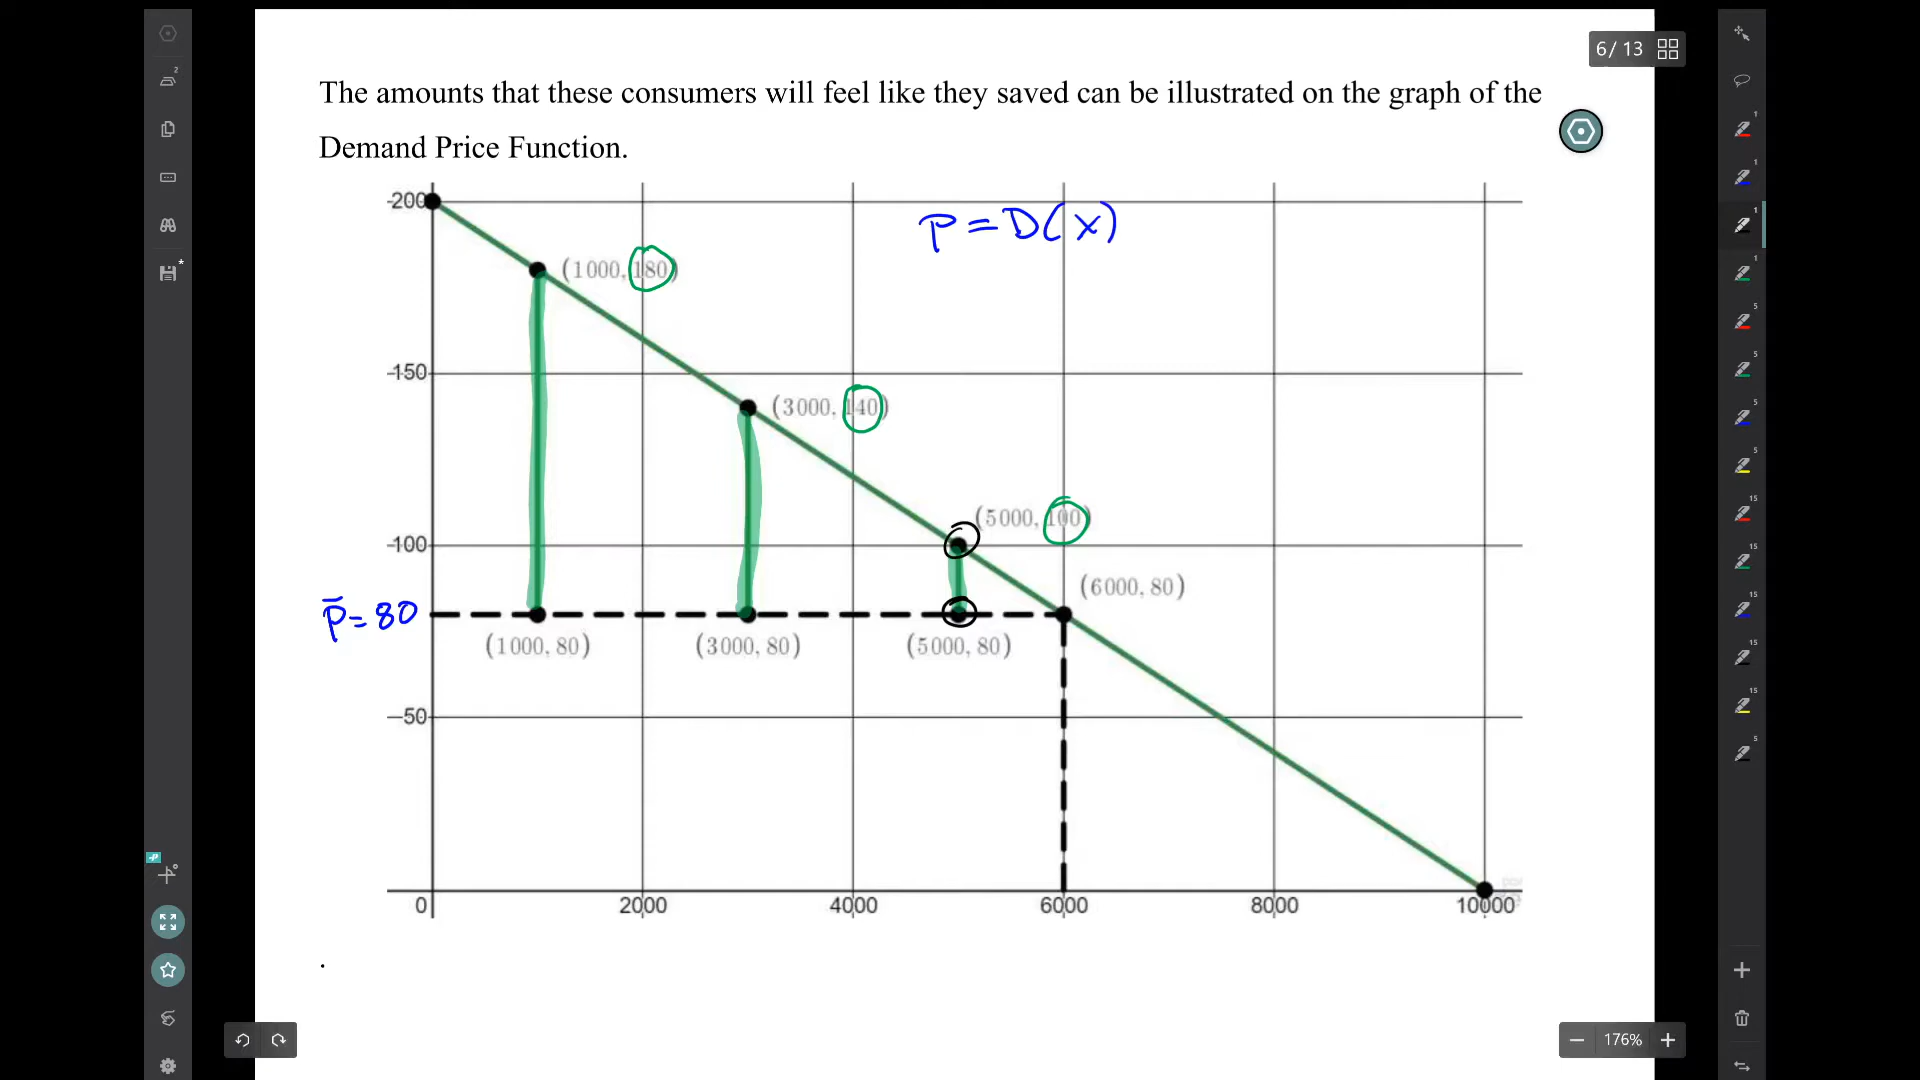 6 / 13
The amounts that these consumers will feel like they saved can be illustrated on the graph of the
Demand Price Function.
200
p = D(x)
(1000, 180)
150
(3000, 140)
(5000, 100)
100
(6000, 80)
p̄ = 80
(1000, 80) (3000, 80) (5000, 80)
50
0 2000 4000 6000 8000 10000
.
176%